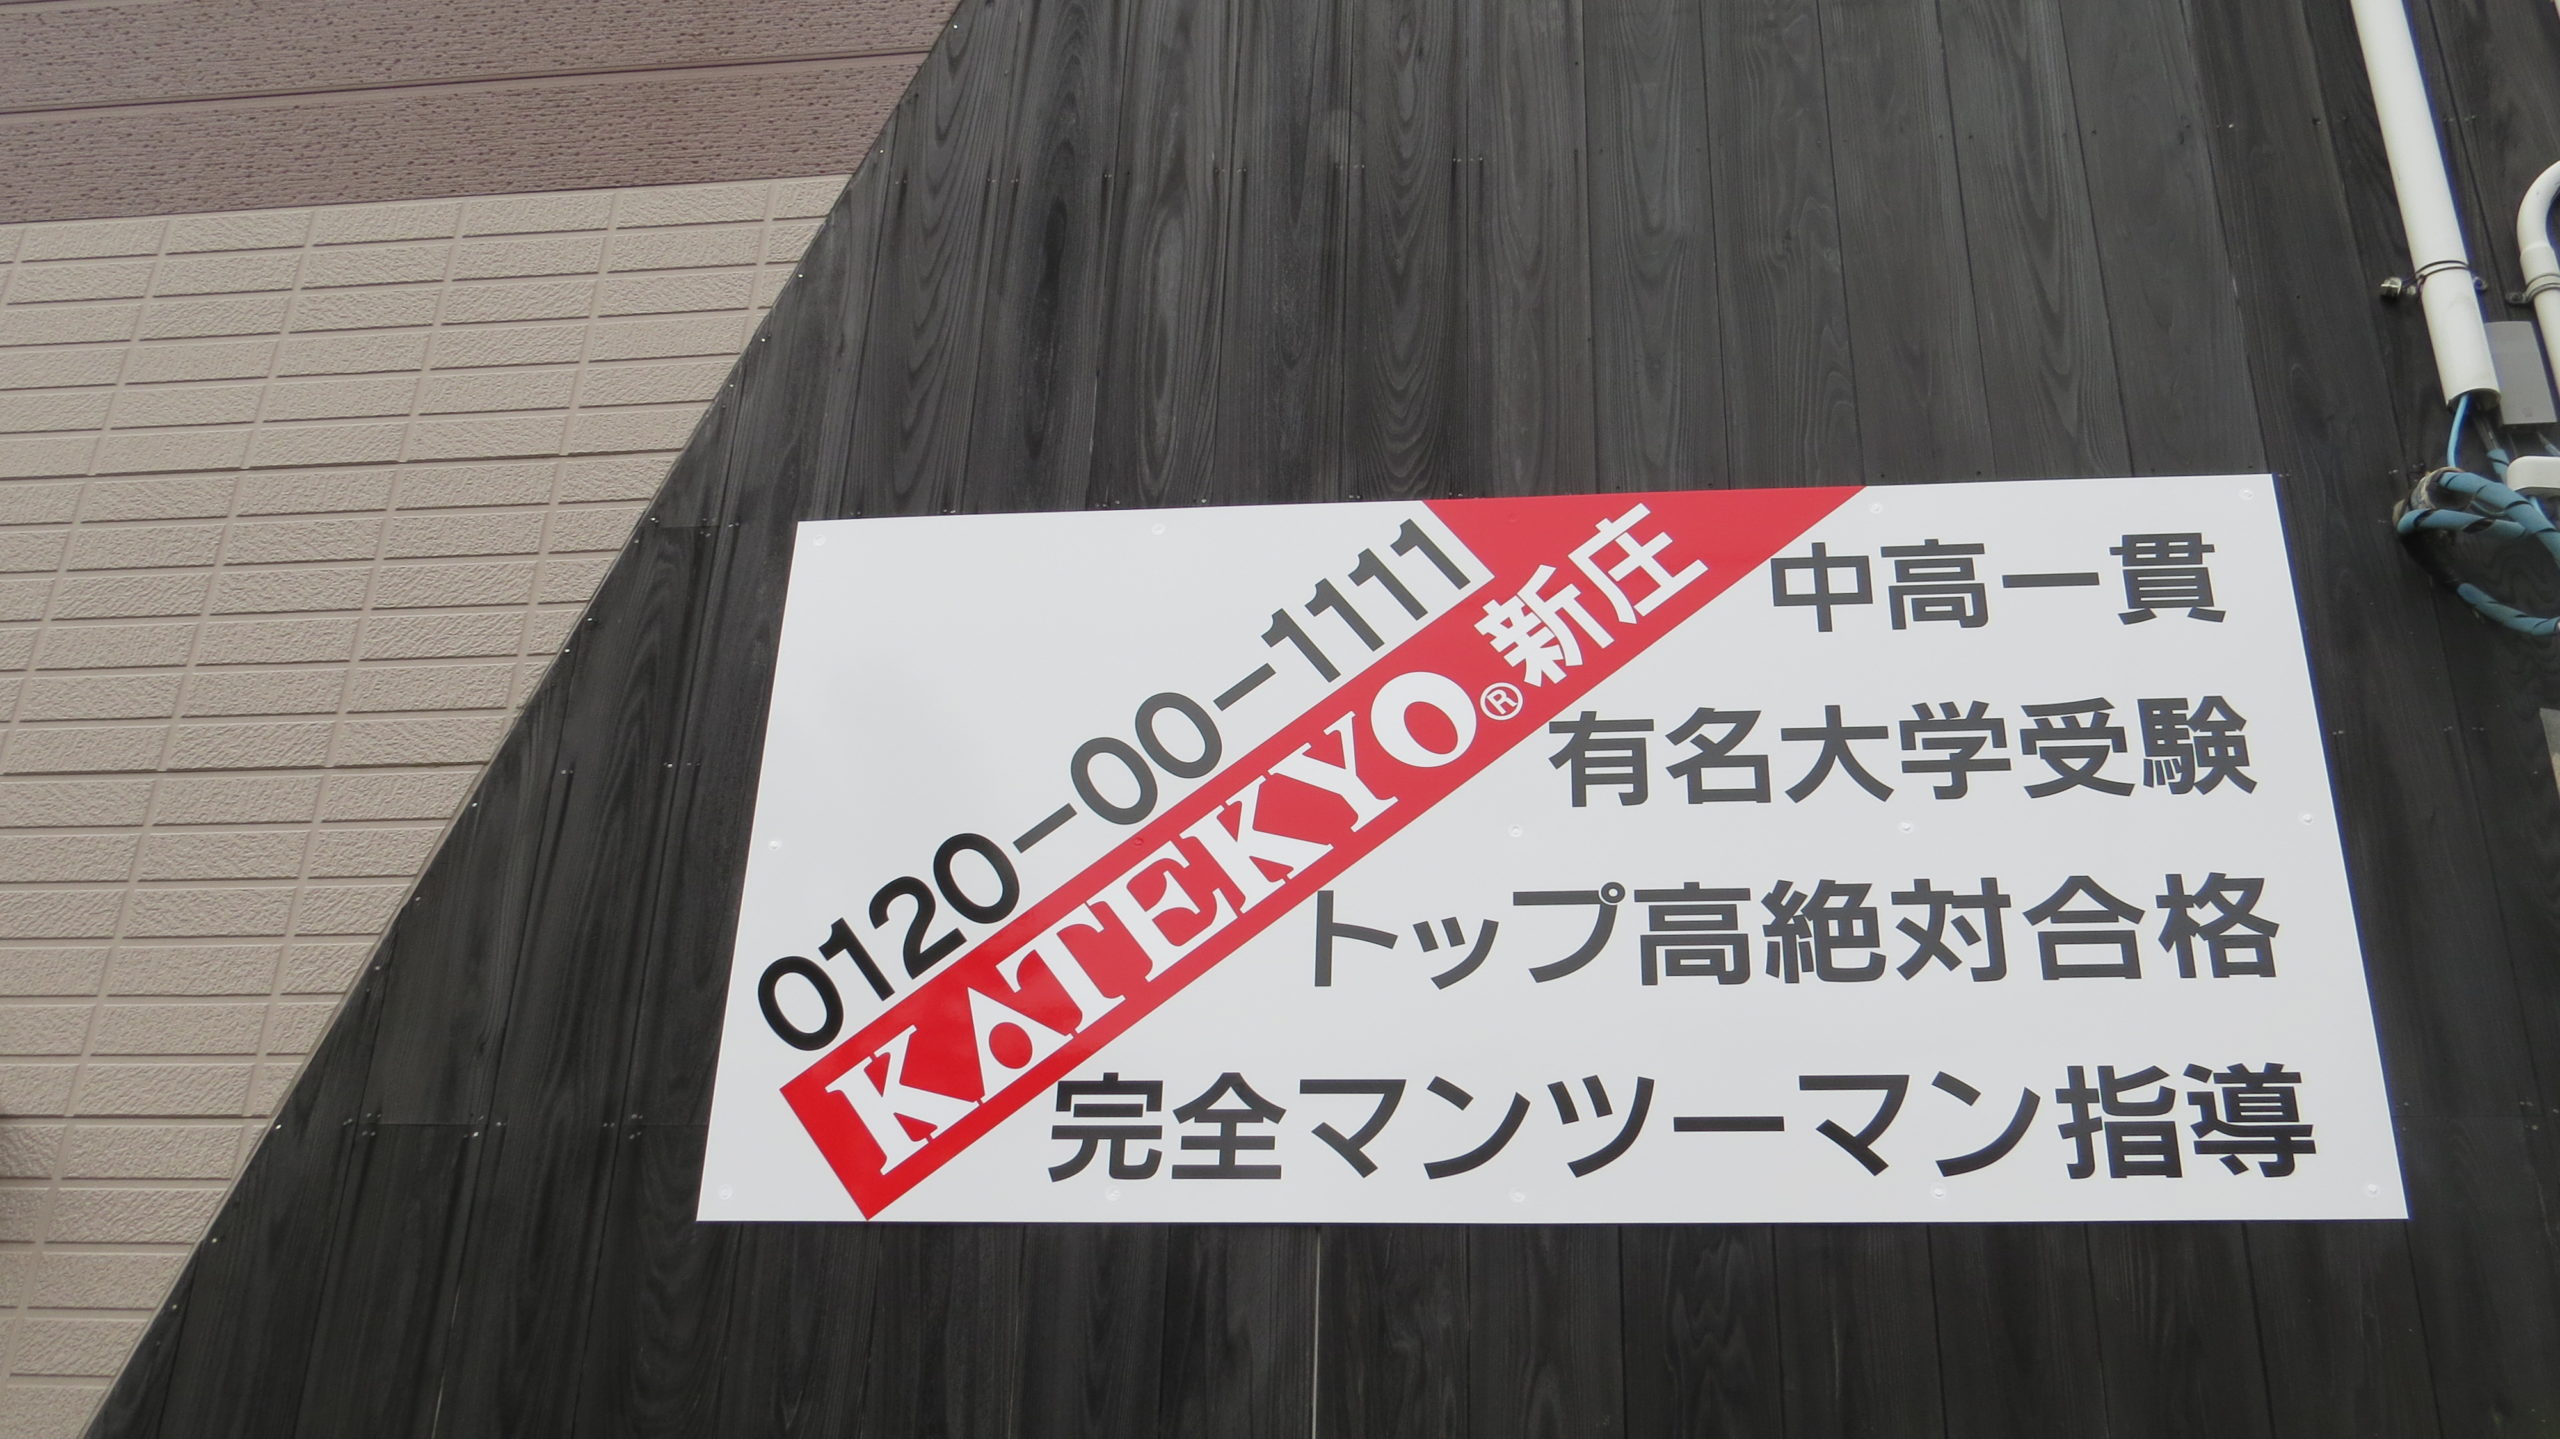 0120-00-1111
KATEKYO®新庄
中高一貫
有名大学受験
トップ高絶対合格
完全マンツーマン指導